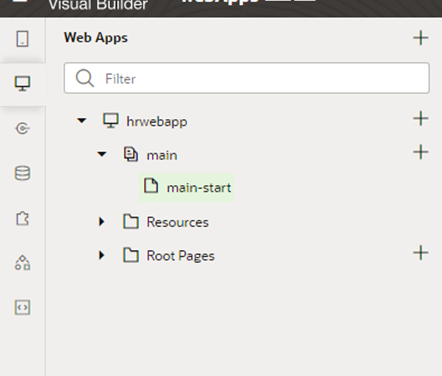 Visual Builder
Web Apps
Filter
hrwebapp
main
main-start
Resources
Root Pages